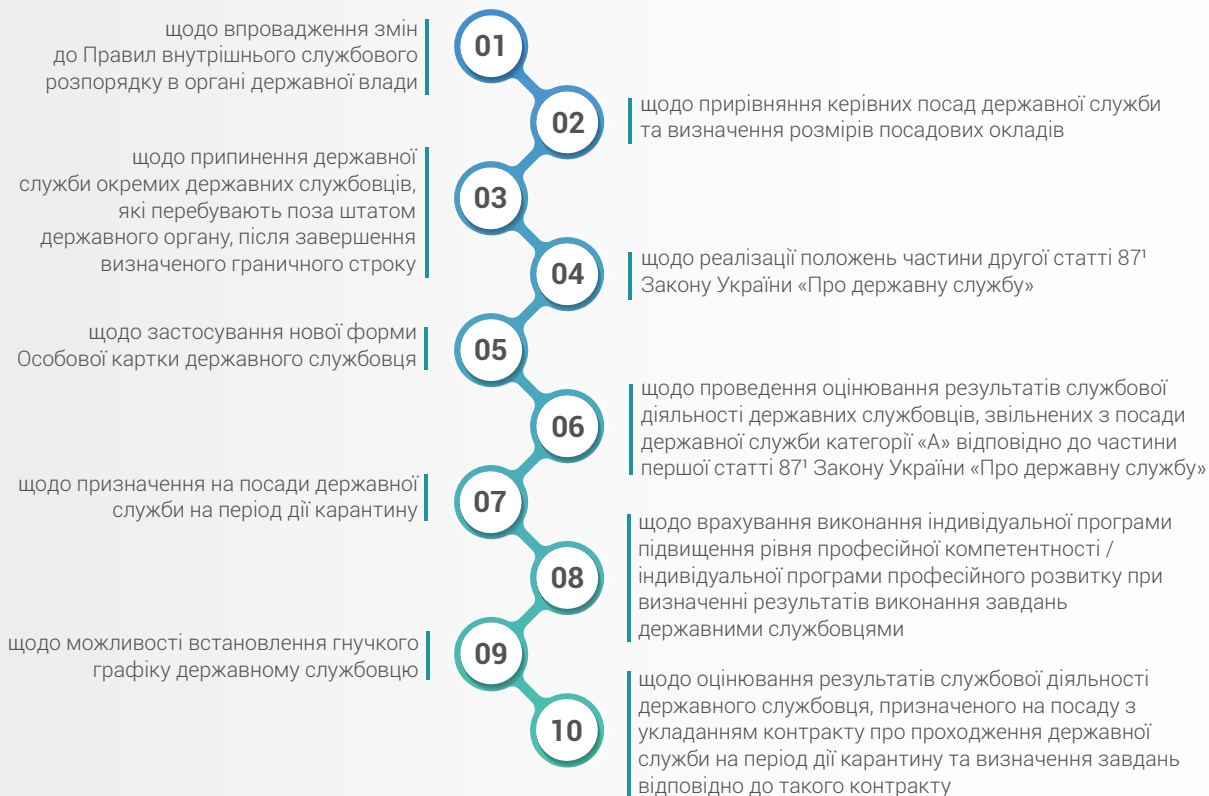 01
щодо впровадження змін
до Правил внутрішнього службового
розпорядку в органі державної влади
02
щодо прирівняння керівних посад державної служби
та визначення розмірів посадових окладів
03
щодо припинення державної
служби окремих державних службовців,
які перебувають поза штатом
державного органу, після завершення
визначеного граничного строку
04
щодо реалізації положень частини другої статті 87¹
Закону України «Про державну службу»
05
щодо застосування нової форми
Особової картки державного службовця
06
щодо проведення оцінювання результатів службової
діяльності державних службовців, звільнених з посади
державної служби категорії «А» відповідно до частини
першої статті 87¹ Закону України «Про державну службу»
07
щодо призначення на посади державної
служби на період дії карантину
08
щодо врахування виконання індивідуальної програми
підвищення рівня професійної компетентності /
індивідуальної програми професійного розвитку при
визначенні результатів виконання завдань
державними службовцями
09
щодо можливості встановлення гнучкого
графіку державному службовцю
10
щодо оцінювання результатів службової діяльності
державного службовця, призначеного на посаду з
укладанням контракту про проходження державної
служби на період дії карантину та визначення завдань
відповідно до такого контракту